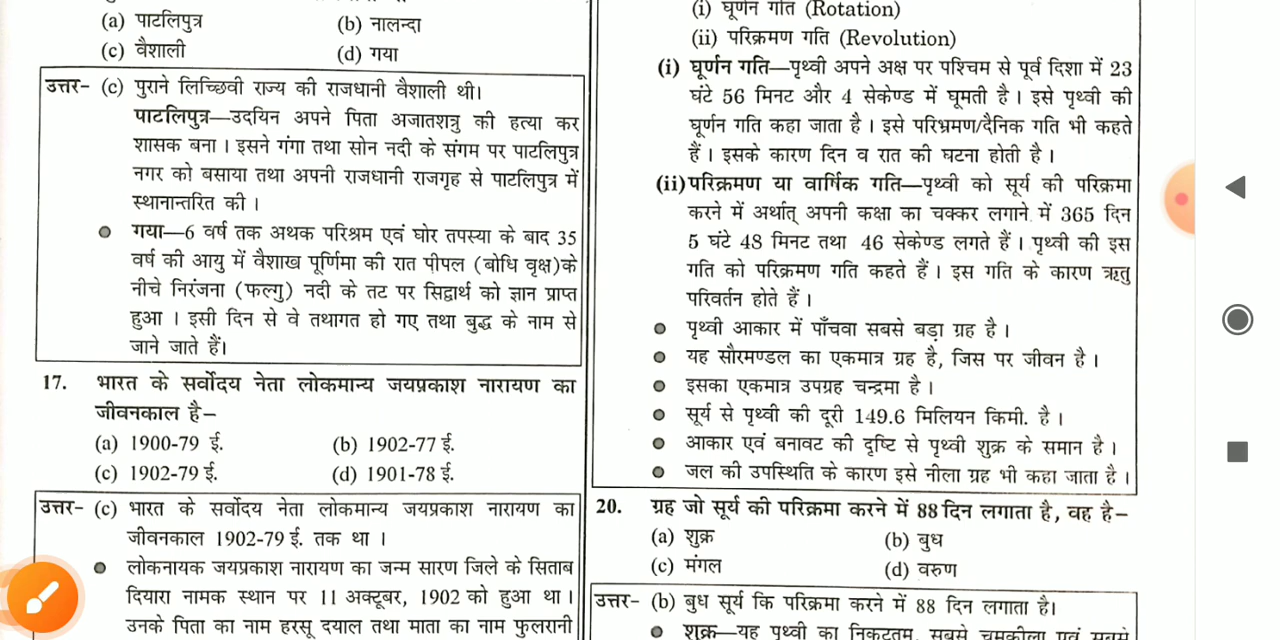 (a) पाटलिपुत्र (b) नालन्दा
(c) वैशाली (d) गया
उत्तर- (c) पुराने लिच्छिवी राज्य की राजधानी वैशाली थी।
पाटलिपुत्र—उदयिन अपने पिता अजातशत्रु की हत्या कर
शासक बना। इसने गंगा तथा सोन नदी के संगम पर पाटलिपुत्र
नगर को बसाया तथा अपनी राजधानी राजगृह से पाटलिपुत्र में
स्थानान्तरित की।
● गया—6 वर्ष तक अथक परिश्रम एवं घोर तपस्या के बाद 35
वर्ष की आयु में वैशाख पूर्णिमा की रात पीपल (बोधि वृक्ष)के
नीचे निरंजना (फल्गु) नदी के तट पर सिद्वार्थ को ज्ञान प्राप्त
हुआ। इसी दिन से वे तथागत हो गए तथा बुद्ध के नाम से
जाने जाते हैं।
17. भारत के सर्वोदय नेता लोकमान्य जयप्रकाश नारायण का
जीवनकाल है–
(a) 1900-79 ई. (b) 1902-77 ई.
(c) 1902-79 ई. (d) 1901-78 ई.
उत्तर- (c) भारत के सर्वोदय नेता लोकमान्य जयप्रकाश नारायण का
जीवनकाल 1902-79 ई. तक था।
● लोकनायक जयप्रकाश नारायण का जन्म सारण जिले के सिताब
दियारा नामक स्थान पर 11 अक्टूबर, 1902 को हुआ था।
उनके पिता का नाम हरसू दयाल तथा माता का नाम फुलरानी
(i) घूर्णन गति (Rotation)
(ii) परिक्रमण गति (Revolution)
(i) घूर्णन गति—पृथ्वी अपने अक्ष पर पश्चिम से पूर्व दिशा में 23
घंटे 56 मिनट और 4 सेकेण्ड में घूमती है। इसे पृथ्वी की
घूर्णन गति कहा जाता है। इसे परिभ्रमण/दैनिक गति भी कहते
हैं। इसके कारण दिन व रात की घटना होती है।
(ii) परिक्रमण या वार्षिक गति—पृथ्वी को सूर्य की परिक्रमा
करने में अर्थात् अपनी कक्षा का चक्कर लगाने में 365 दिन
5 घंटे 48 मिनट तथा 46 सेकेण्ड लगते हैं। पृथ्वी की इस
गति को परिक्रमण गति कहते हैं। इस गति के कारण ऋतु
परिवर्तन होते हैं।
● पृथ्वी आकार में पाँचवा सबसे बड़ा ग्रह है।
● यह सौरमण्डल का एकमात्र ग्रह है, जिस पर जीवन है।
● इसका एकमात्र उपग्रह चन्द्रमा है।
● सूर्य से पृथ्वी की दूरी 149.6 मिलियन किमी. है।
● आकार एवं बनावट की दृष्टि से पृथ्वी शुक्र के समान है।
● जल की उपस्थिति के कारण इसे नीला ग्रह भी कहा जाता है।
20. ग्रह जो सूर्य की परिक्रमा करने में 88 दिन लगाता है, वह है–
(a) शुक्र (b) बुध
(c) मंगल (d) वरुण
उत्तर- (b) बुध सूर्य कि परिक्रमा करने में 88 दिन लगाता है।
● शुक्र—यह पृथ्वी का निकटतम, सबसे चमकीला एवं सबसे